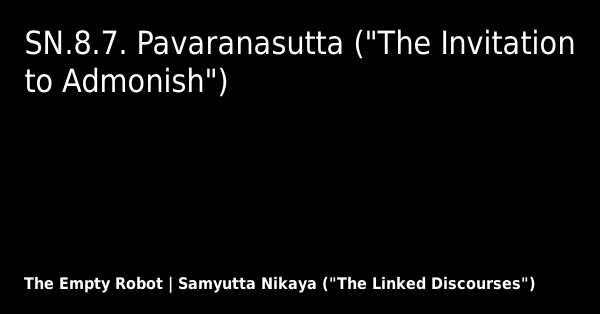 SN.8.7. Pavaranasutta ("The Invitation
to Admonish")
The Empty Robot | Samyutta Nikaya ("The Linked Discourses")